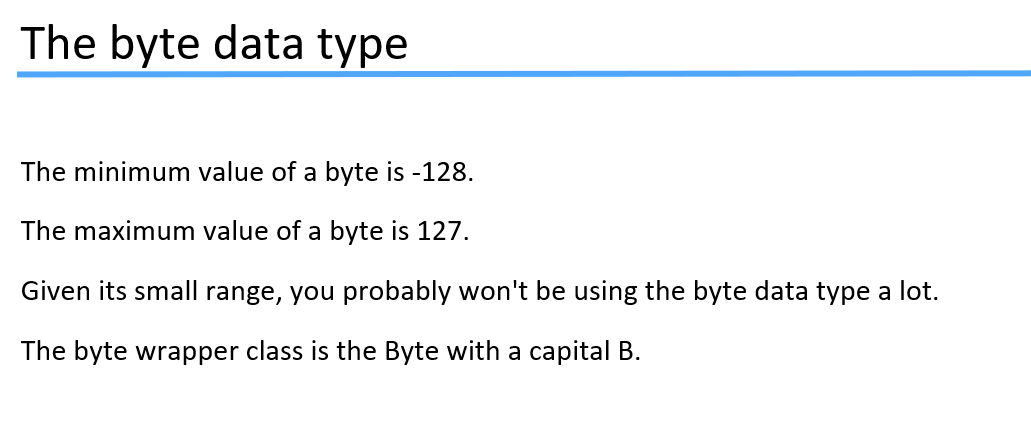 The byte data type
The minimum value of a byte is -128.
The maximum value of a byte is 127.
Given its small range, you probably won't be using the byte data type a lot.
The byte wrapper class is the Byte with a capital B.